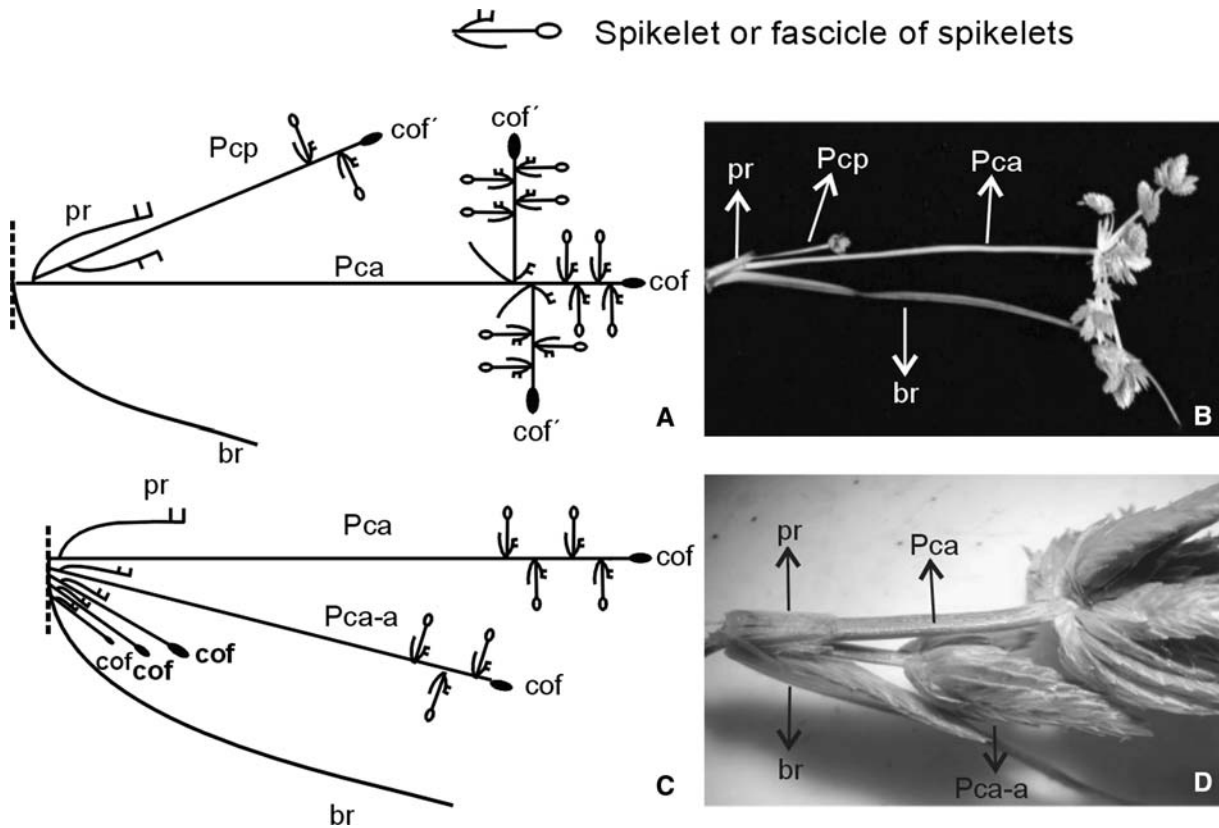 Spikelet or fascicle of spikelets
Pcp
cof´
cof´
pr
Pca
cof
cof´
br
A
pr
Pcp
Pca
br
B
pr
Pca
cof
Pca-a
cof
cof
cof
cof
br
C
pr
Pca
br
Pca-a
D